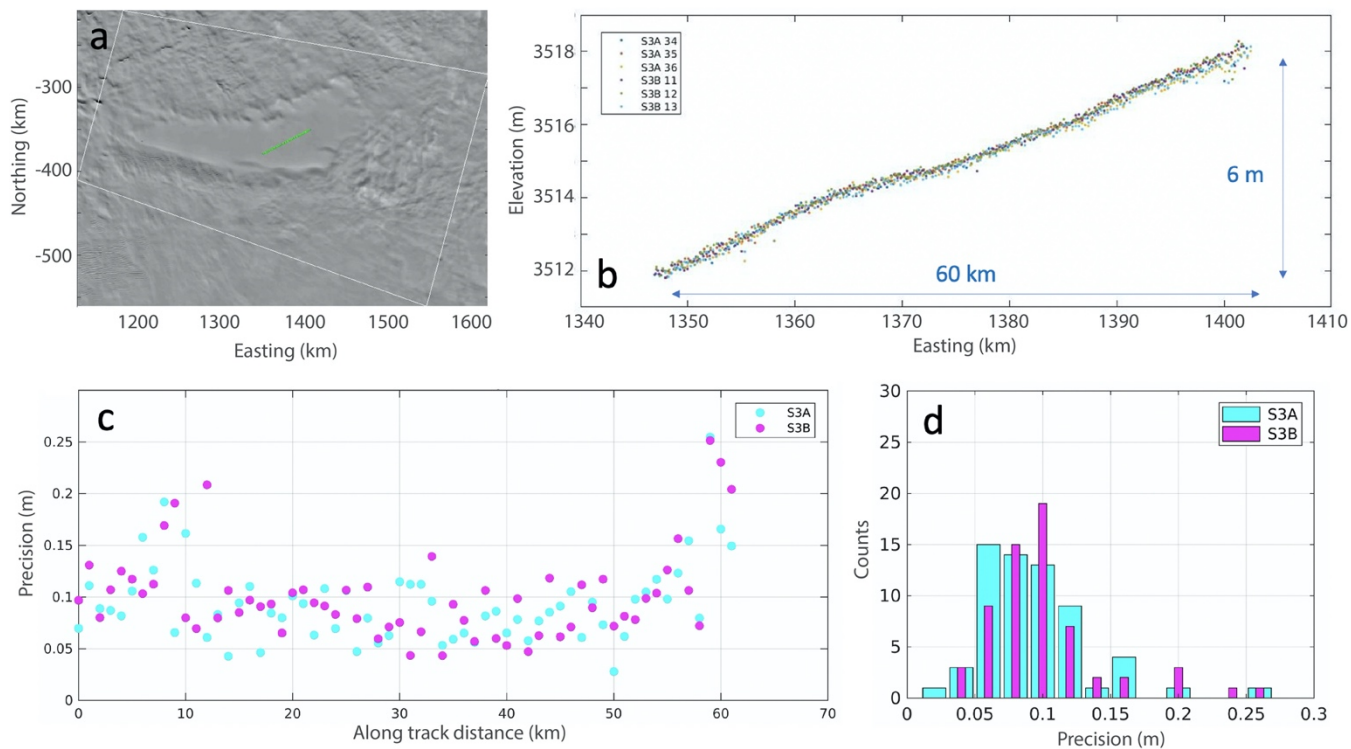 a
Northing (km)
-300
-400
-500
1200 1300 1400 1500 1600
Easting (km)
b
S3A 34
S3A 35
S3A 36
S3B 11
S3B 12
S3B 13
Elevation (m)
3518
3516
3514
3512
6 m
60 km
1340 1350 1360 1370 1380 1390 1400 1410
Easting (km)
c
S3A
S3B
Precision (m)
0.25
0.2
0.15
0.1
0.05
0
0 10 20 30 40 50 60 70
Along track distance (km)
d
S3A
S3B
Counts
30
25
20
15
10
5
0
0 0.05 0.1 0.15 0.2 0.25 0.3
Precision (m)